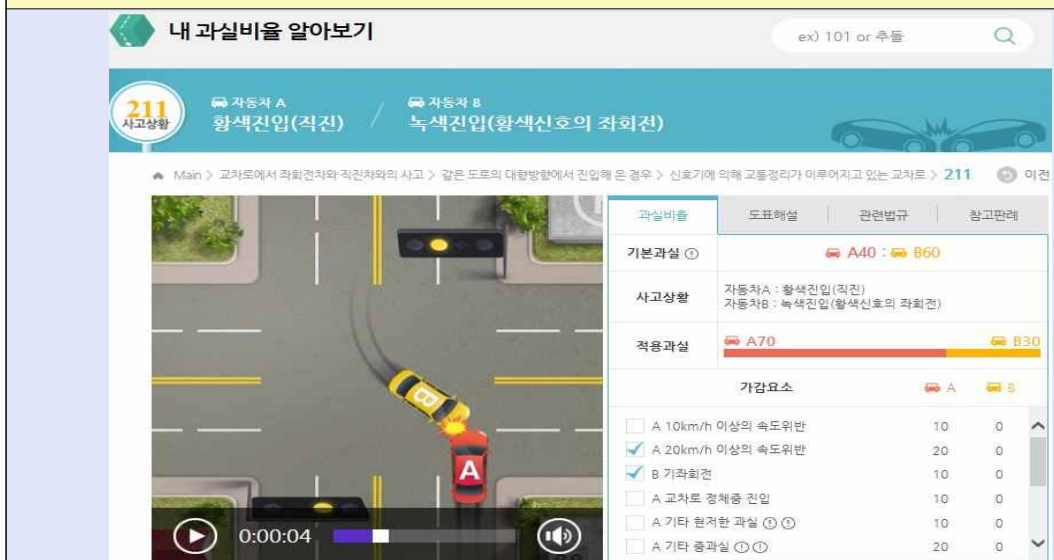 내 과실비율 알아보기
ex) 101 or 추돌
211
사고상황
자동차 A
황색진입(직진)
/
자동차 B
녹색진입(황색신호의 좌회전)
Main > 교차로에서 좌회전차와 직진차와의 사고 > 같은 도로의 대향방향에서 진입해 온 경우 > 신호기에 의해 교통정리가 이루어지고 있는 교차로 > 211
이전
과실비율 도표해설 관련법규 참고판례
기본과실 A40 : B60
사고상황
자동차A : 황색진입(직진)
자동차B : 녹색진입(황색신호의 좌회전)
적용과실 A70 B30
가감요소 A B
A 10km/h 이상의 속도위반 10 0
A 20km/h 이상의 속도위반 20 0
B 기좌회전 10 0
A 교차로 정체중 진입 10 0
A 기타 현저한 과실 10 0
A 기타 중과실 20 0
B
A
0:00:04